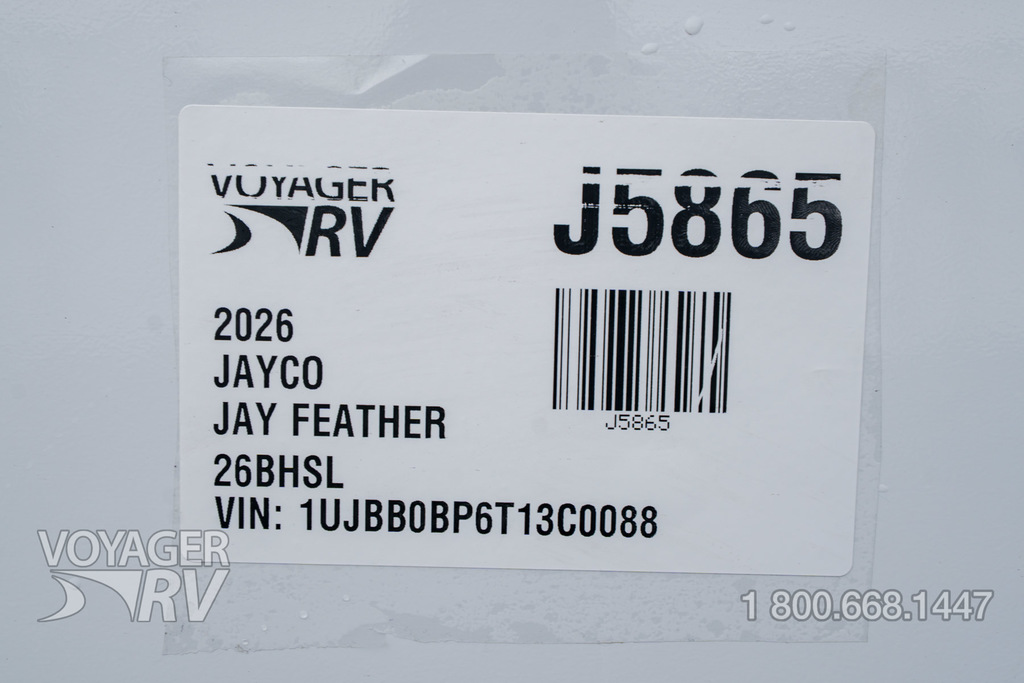 VOYAGER
RV
J5865
2026
JAYCO
JAY FEATHER
26BHSL
VIN: 1UJBB0BP6T13C0088
J5865
VOYAGER
RV
1 800.668.1447